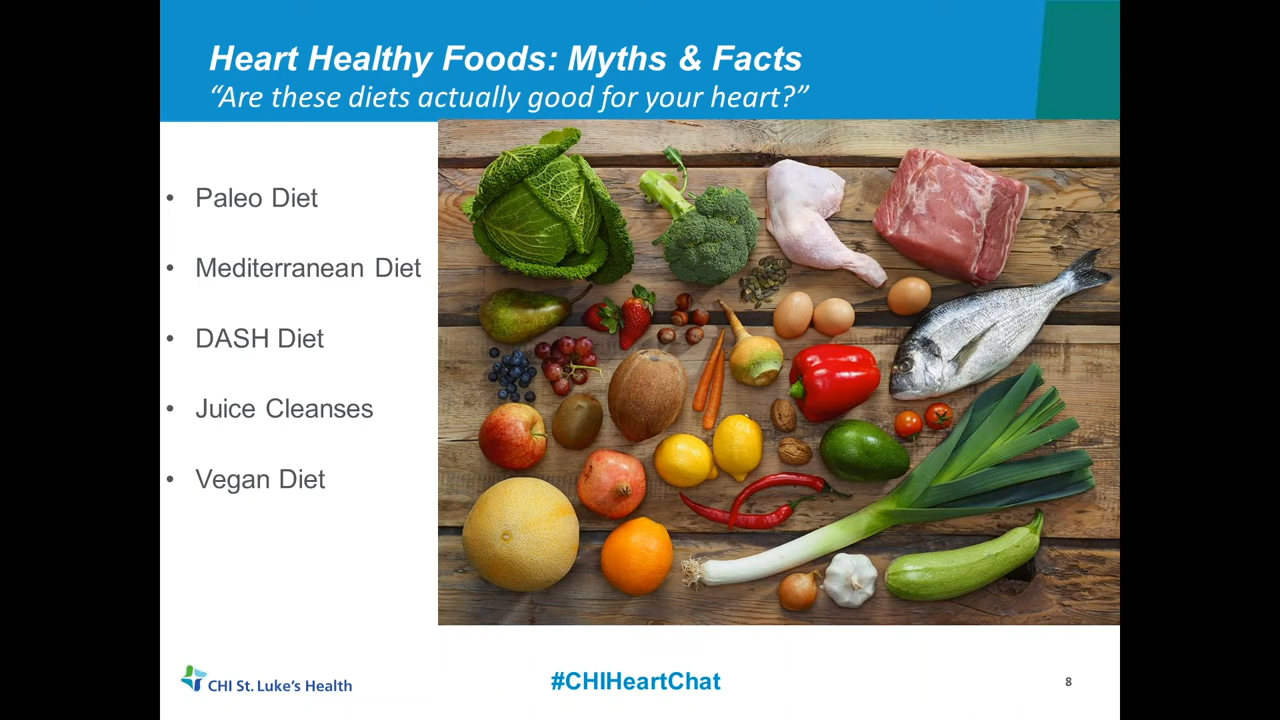 Heart Healthy Foods: Myths & Facts
“Are these diets actually good for your heart?”
• Paleo Diet
• Mediterranean Diet
• DASH Diet
• Juice Cleanses
• Vegan Diet
CHI St. Luke’s Health
#CHIHeartChat
8